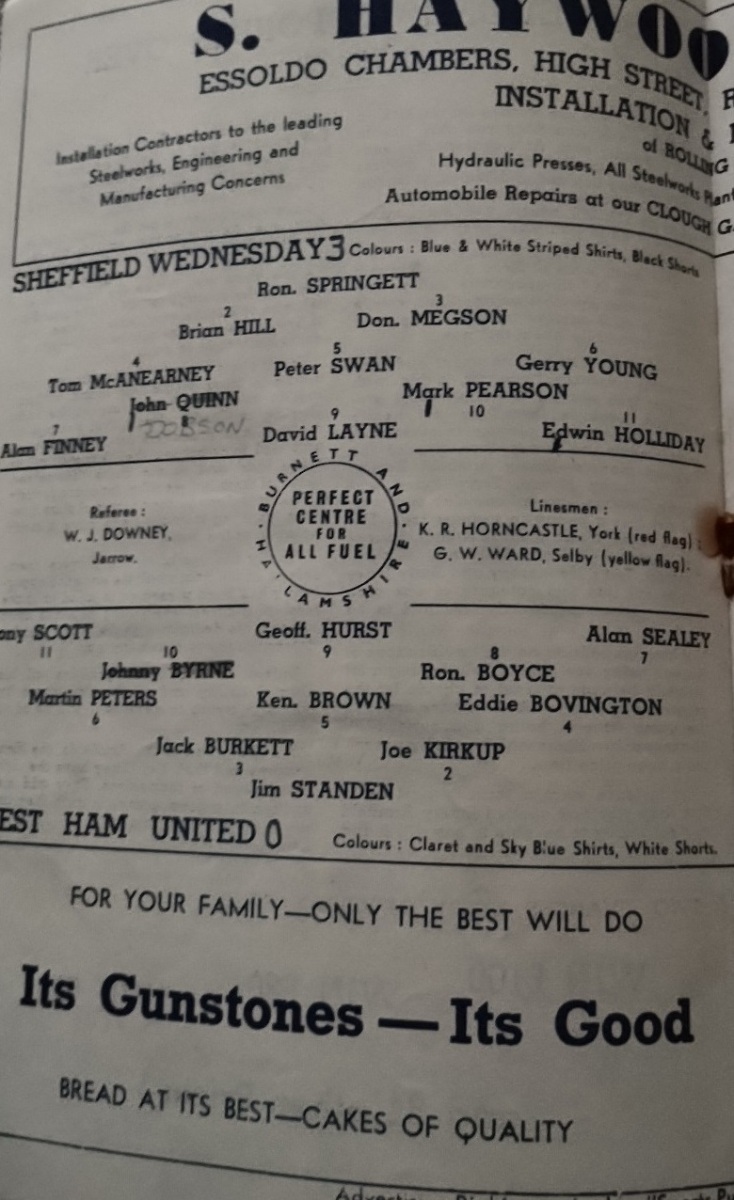 S. HAYWOO
ESSOLDO CHAMBERS, HIGH STREET,
INSTALLATION &
of ROLLING
Installation Contractors to the leading
Steelworks, Engineering and
Manufacturing Concerns
Hydraulic Presses, All Steelworks Plant
Automobile Repairs at our CLOUGH G
SHEFFIELD WEDNESDAY 3 Colours : Blue & White Striped Shirts, Black Shorts
Ron. SPRINGETT
2 3
Brian HILL Don. MEGSON
4 5 6
Tom McANEARNEY Peter SWAN Gerry YOUNG
John QUINN Mark PEARSON
DOBSON 10
7 9 11
Alan FINNEY David LAYNE Edwin HOLLIDAY
BURNETT AND HALLAMSHIRE
PERFECT
CENTRE
FOR
ALL FUEL
Referee :
W. J. DOWNEY,
Jarrow.
Linesmen :
K. R. HORNCASTLE, York (red flag) :
G. W. WARD, Selby (yellow flag).
ony SCOTT Geoff. HURST Alan SEALEY
11 10 9 8 7
Johnny BYRNE Ron. BOYCE
Martin PETERS Ken. BROWN Eddie BOVINGTON
6 5 4
Jack BURKETT Joe KIRKUP
3 2
Jim STANDEN
EST HAM UNITED 0 Colours : Claret and Sky Blue Shirts, White Shorts.
FOR YOUR FAMILY—ONLY THE BEST WILL DO
Its Gunstones — Its Good
BREAD AT ITS BEST—CAKES OF QUALITY